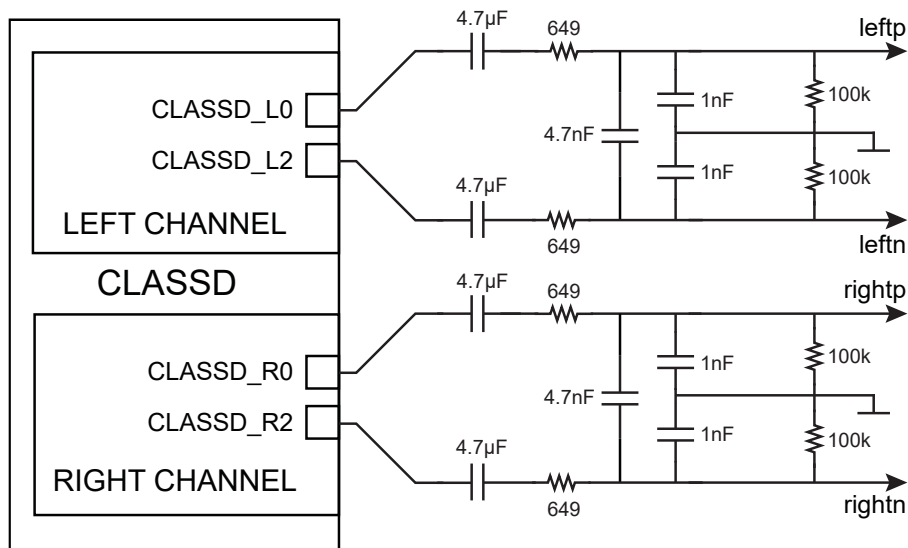 4.7µF
649
leftp
CLASSD_L0
1nF
100k
4.7nF
CLASSD_L2
4.7µF
1nF
100k
LEFT CHANNEL
649
leftn
CLASSD
4.7µF
649
rightp
CLASSD_R0
1nF
100k
4.7nF
CLASSD_R2
4.7µF
1nF
100k
RIGHT CHANNEL
649
rightn